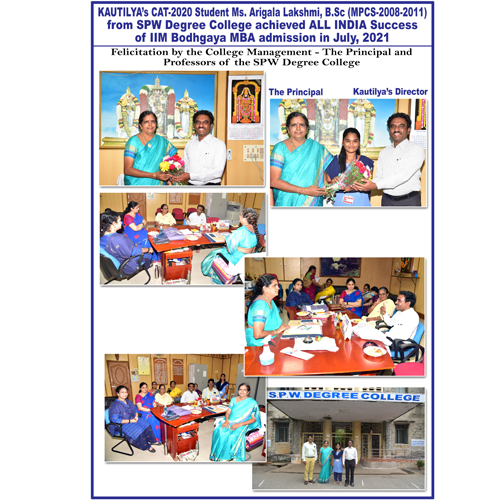 KAUTILYA's CAT-2020 Student Ms. Arigala Lakshmi, B.Sc (MPCS-2008-2011)
from SPW Degree College achieved ALL INDIA Success
of IIM Bodhgaya MBA admission in July, 2021
Felicitation by the College Management - The Principal and
Professors of the SPW Degree College
The Principal
Kautilya's Director
S.P.W. DEGREE COLLEGE